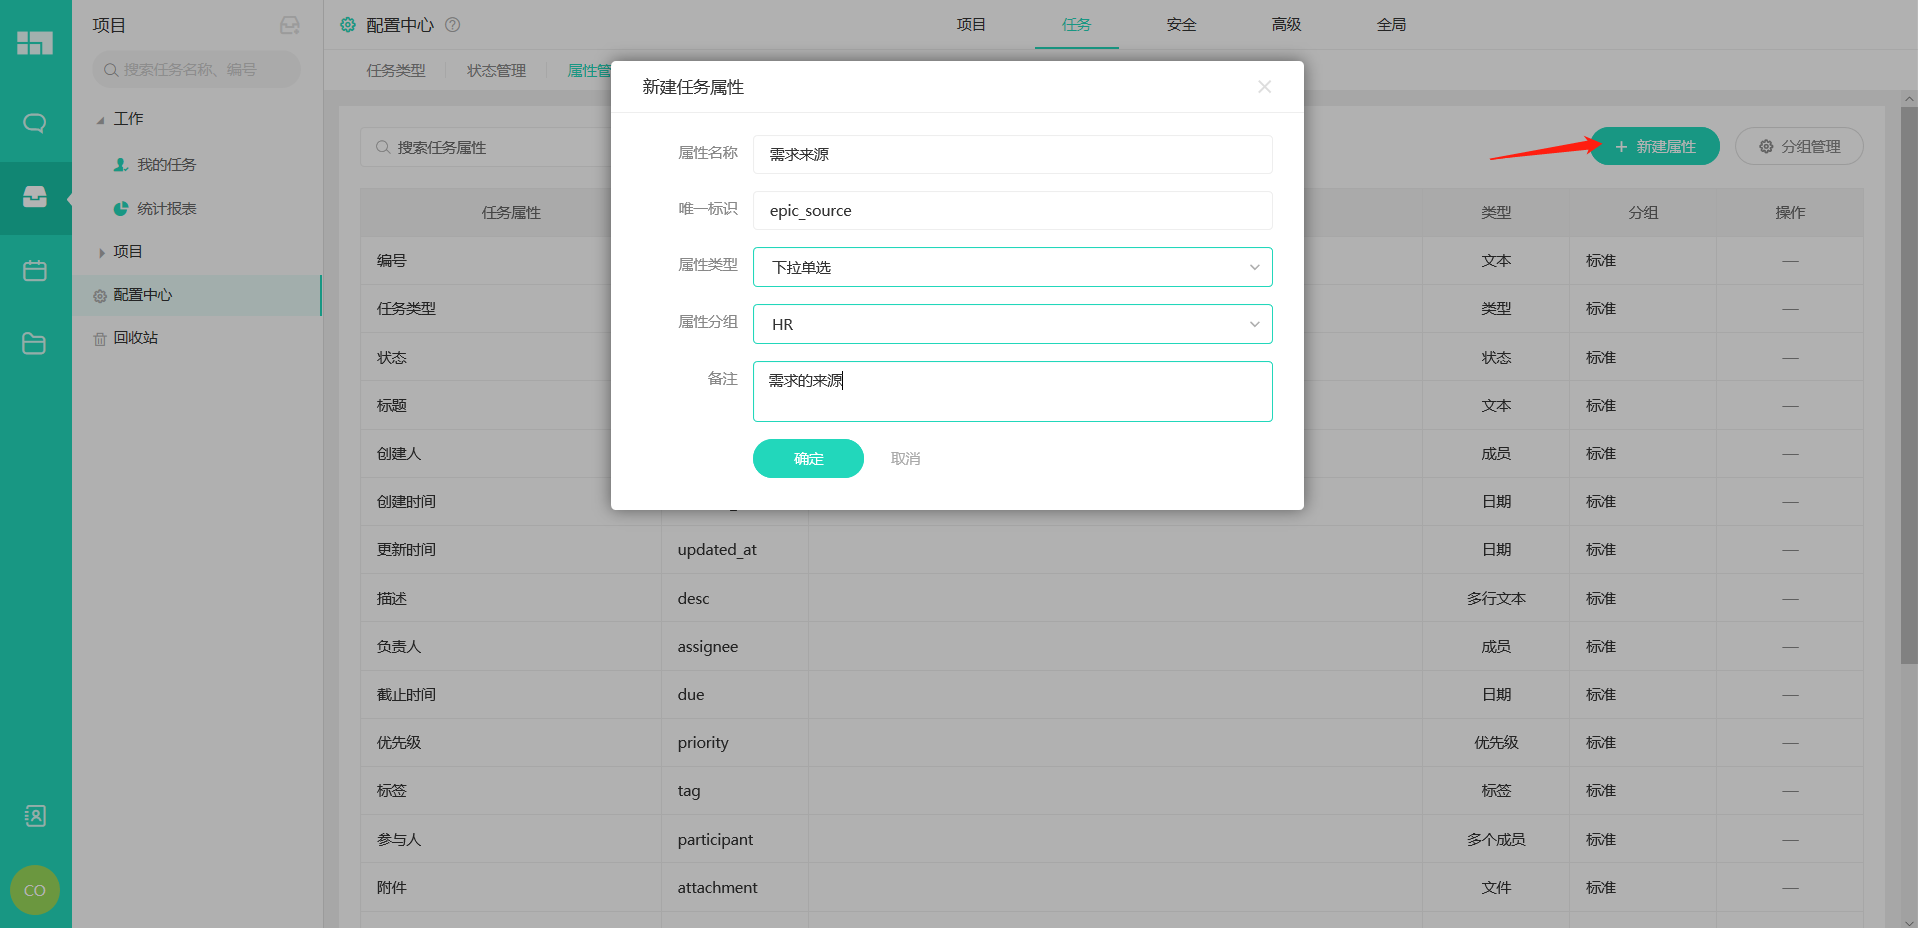 项目
搜索任务名称、编号
工作
我的任务
统计报表
项目
配置中心
回收站
CO
配置中心
项目
任务
安全
高级
全局
任务类型
状态管理
属性管
搜索任务属性
新建属性
分组管理
新建任务属性
属性名称
需求来源
唯一标识
epic_source
属性类型
下拉单选
属性分组
HR
备注
需求的来源
确定
取消
任务属性 类型 分组 操作
编号 文本 标准 —
任务类型 类型 标准 —
状态 状态 标准 —
标题 文本 标准 —
创建人 成员 标准 —
创建时间 日期 标准 —
更新时间 updated_at 日期 标准 —
描述 desc 多行文本 标准 —
负责人 assignee 成员 标准 —
截止时间 due 日期 标准 —
优先级 priority 优先级 标准 —
标签 tag 标签 标准 —
参与人 participant 多个成员 标准 —
附件 attachment 文件 标准 —